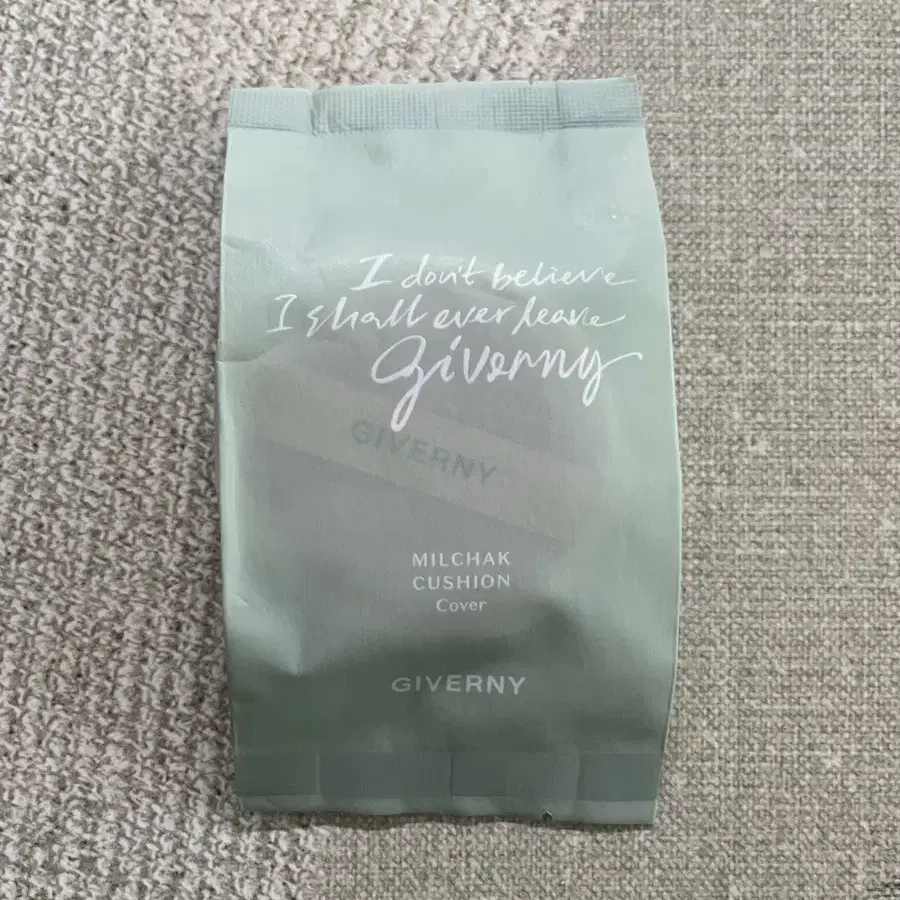 I don't believe
I shall ever leave
Giverny
GIVERNY
MILCHAK
CUSHION
Cover
GIVERNY